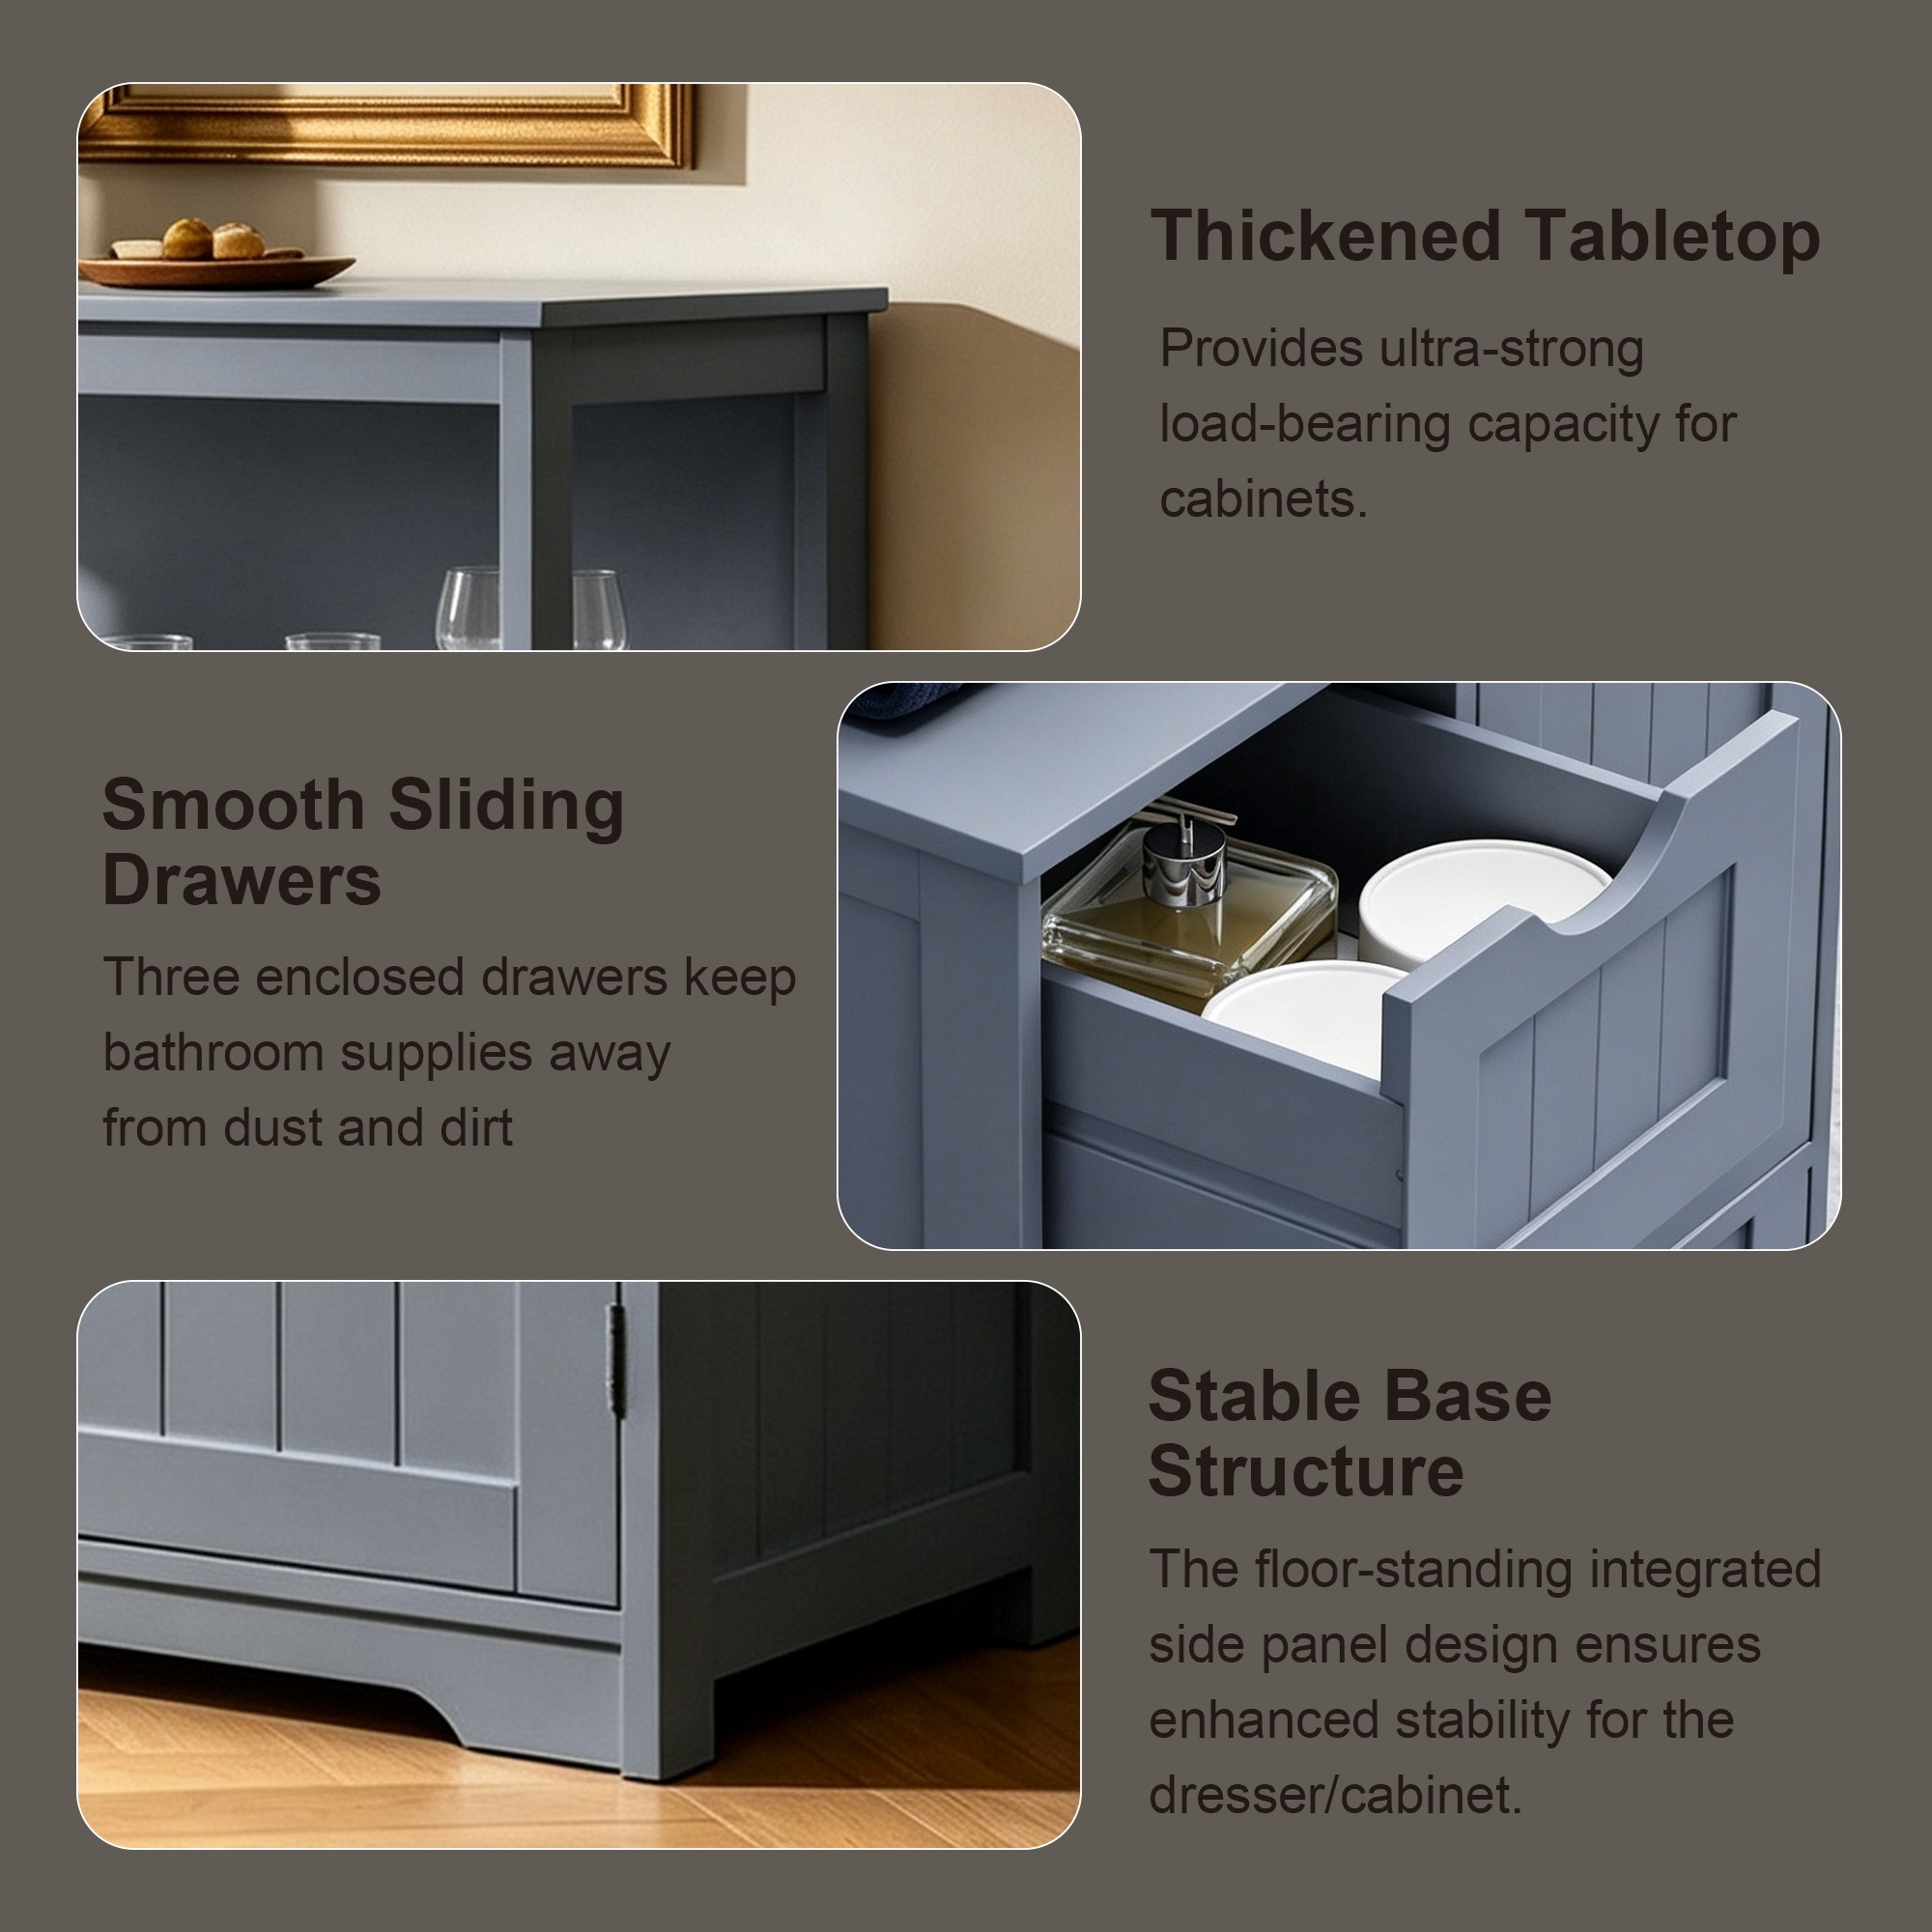 Thickened Tabletop
Provides ultra-strong
load-bearing capacity for
cabinets.
Smooth Sliding
Drawers
Three enclosed drawers keep
bathroom supplies away
from dust and dirt
Stable Base
Structure
The floor-standing integrated
side panel design ensures
enhanced stability for the
dresser/cabinet.